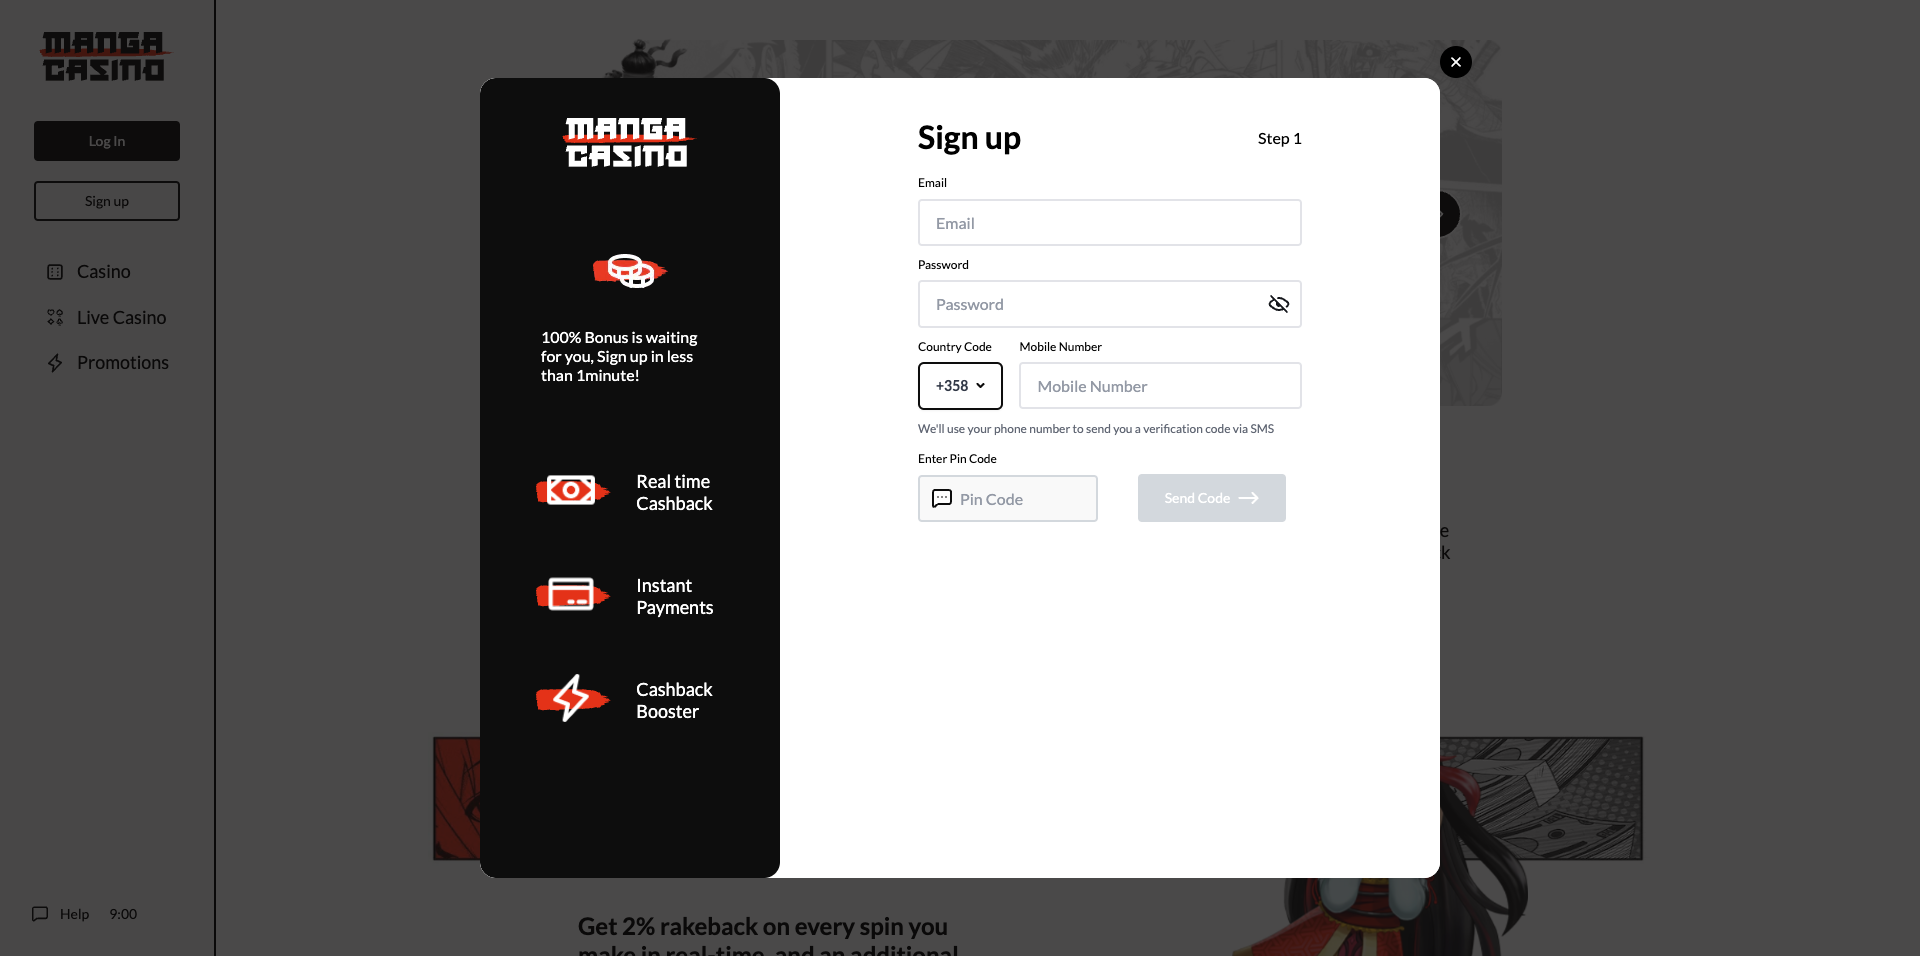 MANGA
CASINO
Log In
Sign up
Casino
Live Casino
Promotions
Help 9:00
MANGA
CASINO
100% Bonus is waiting
for you, Sign up in less
than 1minute!
Real time
Cashback
Instant
Payments
Cashback
Booster
Sign up
Step 1
Email
Email
Password
Password
Country Code Mobile Number
+358 Mobile Number
We'll use your phone number to send you a verification code via SMS
Enter Pin Code
Pin Code
Send Code
e
k
Get 2% rakeback on every spin you
make in real-time, and an additional